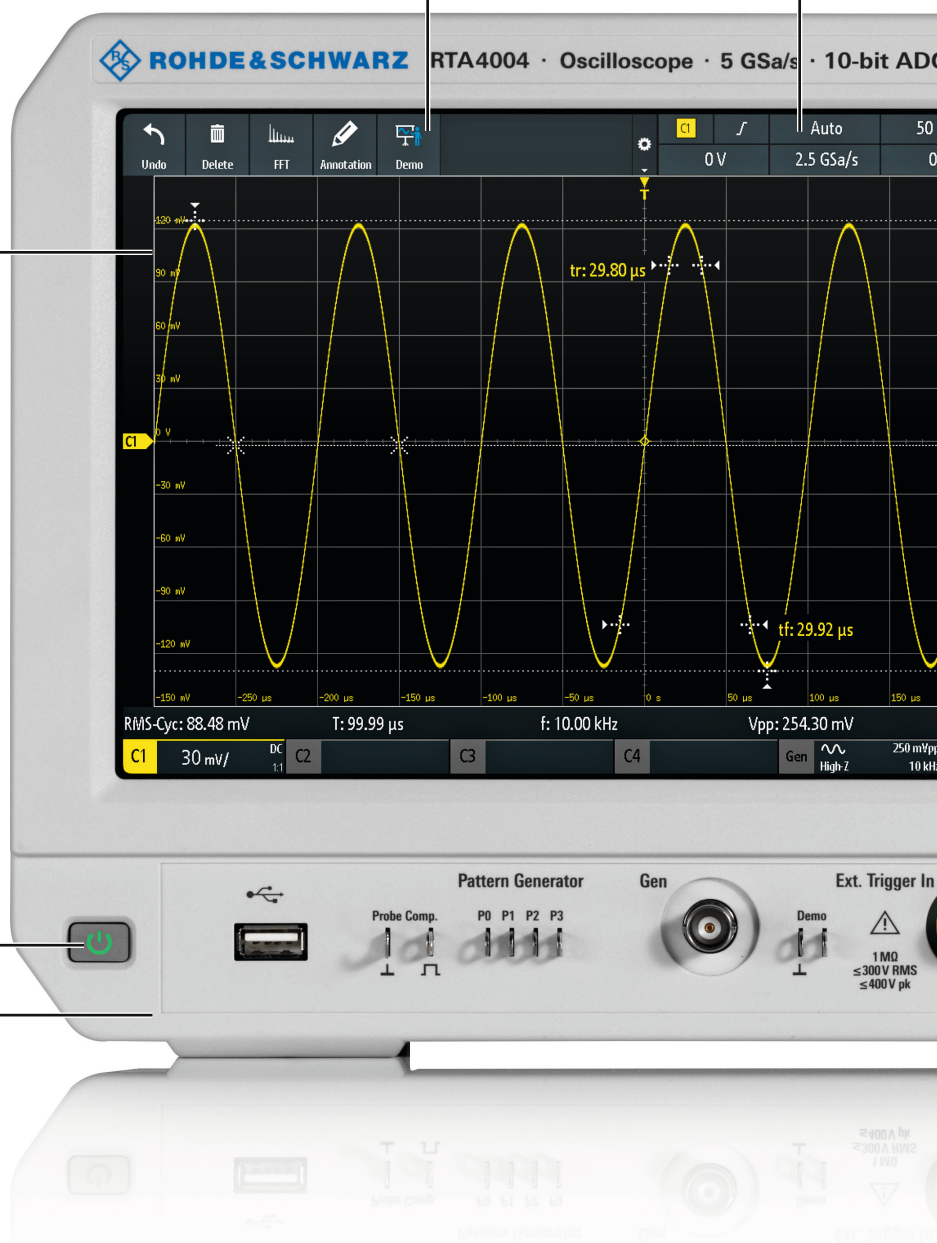 R&S ROHDE & SCHWARZ RTA4004 · Oscilloscope · 5 GSa/s · 10-bit ADC
Undo Delete FFT Annotation Demo
C1 Auto 50
0 V 2.5 GSa/s 0
T
120 mV
90 mV
tr: 29.80 µs
60 mV
30 mV
C1 0 V
-30 mV
-60 mV
-90 mV
tf: 29.92 µs
-120 mV
-150 mV -250 µs -200 µs -150 µs -100 µs -50 µs 0 s 50 µs 100 µs 150 µs
RMS-Cyc: 88.48 mV T: 99.99 µs f: 10.00 kHz Vpp: 254.30 mV
C1 30 mV/ DC 1:1 C2 C3 C4 Gen High-Z 250 mVpp 10 kHz
Pattern Generator Gen Ext. Trigger In
Probe Comp. P0 P1 P2 P3 Demo
1 MΩ
≤300 V RMS
≤400 V pk